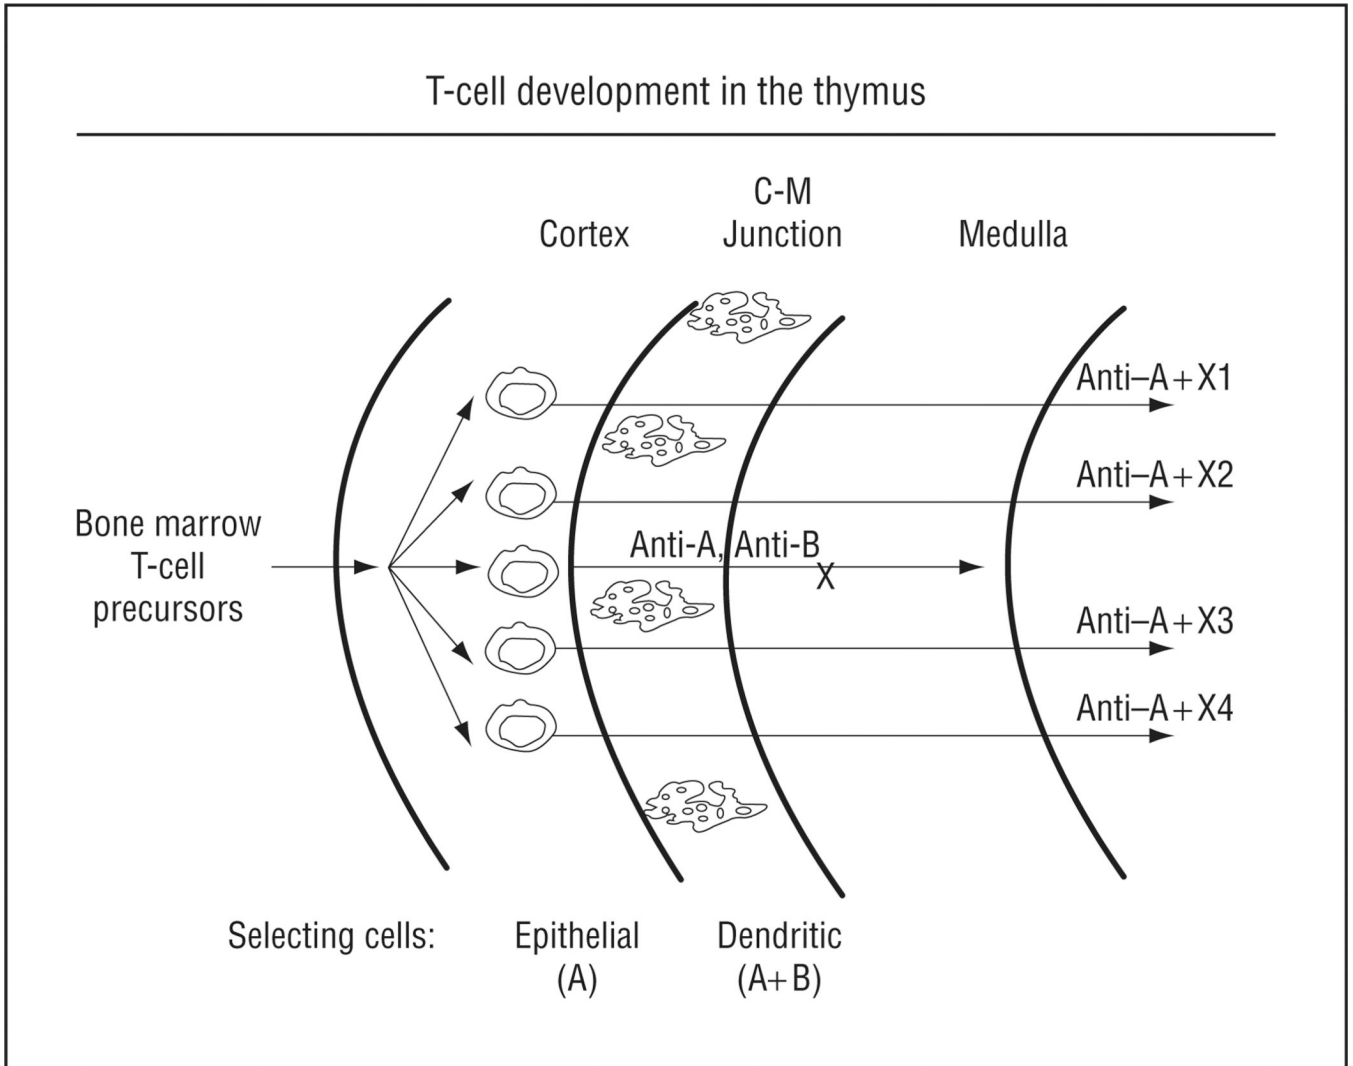 T-cell development in the thymus
C-M
Cortex Junction Medulla
Anti–A+X1
Anti–A+X2
Bone marrow
T-cell
precursors
Anti-A, Anti-B
X
Anti–A+X3
Anti–A+X4
Selecting cells: Epithelial Dendritic
(A) (A+B)